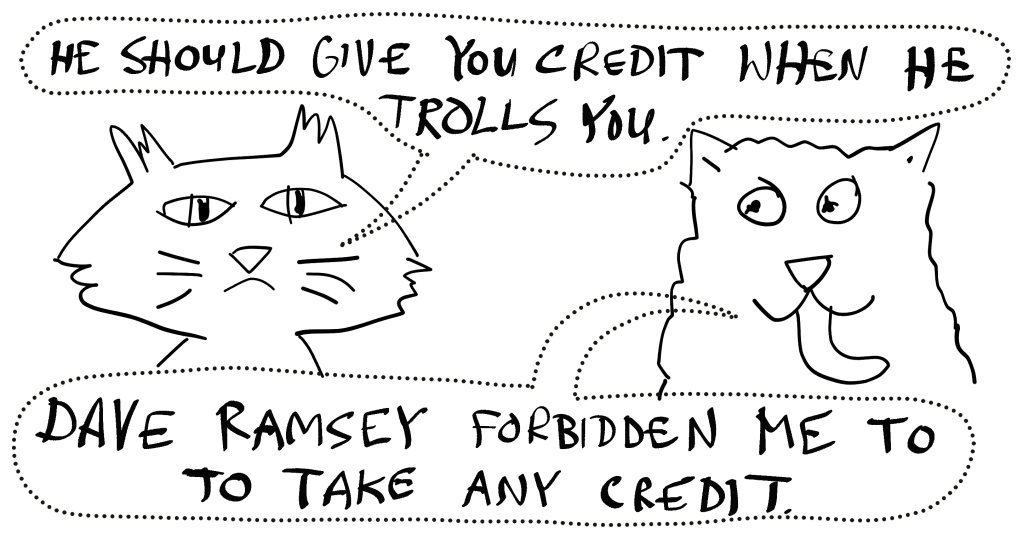 HE SHOULD GIVE YOU CREDIT WHEN HE
TROLLS YOU.
DAVE RAMSEY FORBIDDEN ME TO
TO TAKE ANY CREDIT.